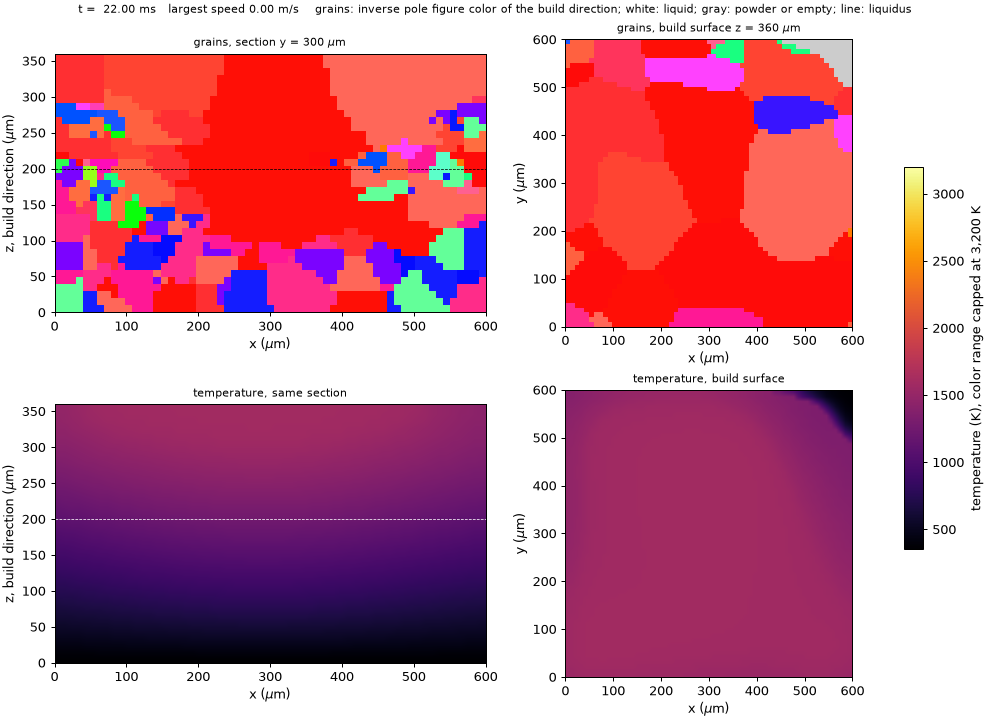 t =  22.00 ms   largest speed 0.00 m/s     grains: inverse pole figure color of the build direction; white: liquid; gray: powder or empty; line: liquidus
grains, section y = 300 μm
350
300
250
200
150
100
50
0
z, build direction (μm)
0 100 200 300 400 500 600
x (μm)
grains, build surface z = 360 μm
600
500
400
300
200
100
0
y (μm)
0 100 200 300 400 500 600
x (μm)
temperature, same section
350
300
250
200
150
100
50
0
z, build direction (μm)
0 100 200 300 400 500 600
x (μm)
temperature, build surface
600
500
400
300
200
100
0
y (μm)
0 100 200 300 400 500 600
x (μm)
3000
2500
2000
1500
1000
500
temperature (K), color range capped at 3,200 K